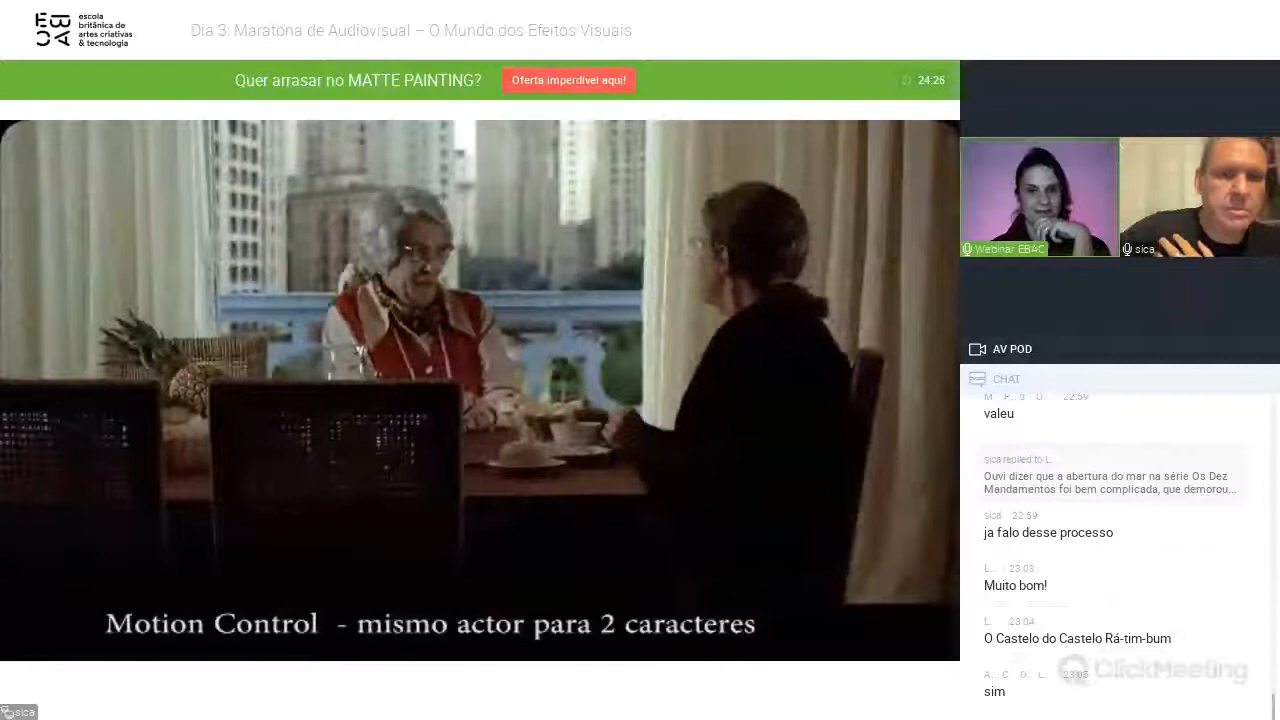 escola
britânica de
artes criativas
& tecnologia
Dia 3: Maratona de Audiovisual – O Mundo dos Efeitos Visuais
Quer arrasar no MATTE PAINTING?
Oferta imperdível aqui!
24:26
Webinar EBAC
sica
AV POD
CHAT
22:59
valeu
sica replied to L.
Ouvi dizer que a abertura do mar na série Os Dez
Mandamentos foi bem complicada, que demorou...
sica 22:59
ja falo desse processo
L... 23:03
Muito bom!
L 23:04
O Castelo do Castelo Rá-tim-bum
23:05
sim
ClickMeeting
Motion Control - mismo actor para 2 caracteres
sica